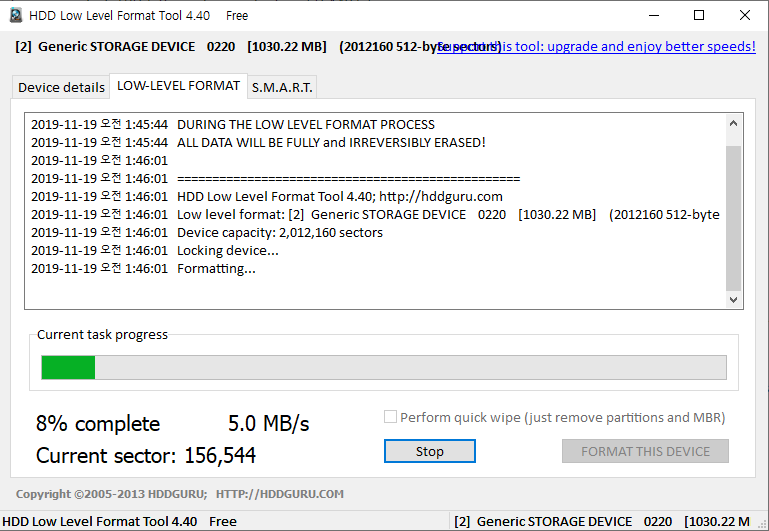 HDD Low Level Format Tool 4.40 Free
[2] Generic STORAGE DEVICE 0220 [1030.22 MB] (2012160 512-byte sectors)
Support this tool: upgrade and enjoy better speeds!
Device details LOW-LEVEL FORMAT S.M.A.R.T.
2019-11-19 오전 1:45:44 DURING THE LOW LEVEL FORMAT PROCESS
2019-11-19 오전 1:45:44 ALL DATA WILL BE FULLY and IRREVERSIBLY ERASED!
2019-11-19 오전 1:46:01
2019-11-19 오전 1:46:01 =================================================
2019-11-19 오전 1:46:01 HDD Low Level Format Tool 4.40; http://hddguru.com
2019-11-19 오전 1:46:01 Low level format: [2] Generic STORAGE DEVICE 0220 [1030.22 MB] (2012160 512-byte
2019-11-19 오전 1:46:01 Device capacity: 2,012,160 sectors
2019-11-19 오전 1:46:01 Locking device...
2019-11-19 오전 1:46:01 Formatting...
Current task progress
8% complete 5.0 MB/s
Perform quick wipe (just remove partitions and MBR)
Current sector: 156,544
Stop FORMAT THIS DEVICE
Copyright ©2005-2013 HDDGURU; HTTP://HDDGURU.COM
HDD Low Level Format Tool 4.40 Free [2] Generic STORAGE DEVICE 0220 [1030.22 M